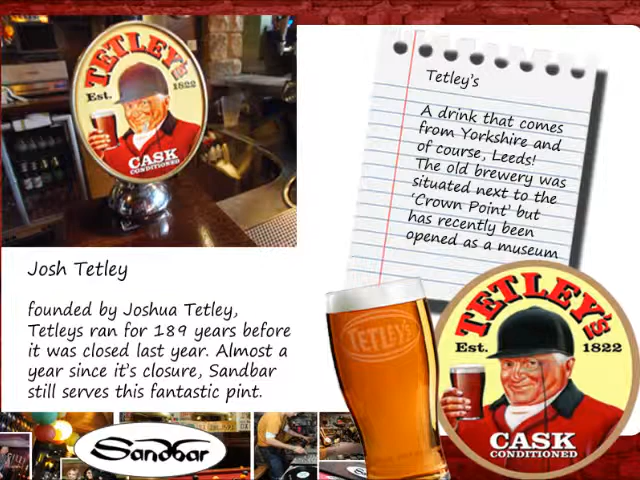 TETLEY'S
Est. 1822
CASK
CONDITIONED
Tetley's
A drink that comes
from Yorkshire and
of course, Leeds!
The old brewery was
situated next to the
'Crown Point' but
has recently been
opened as a museum
Josh Tetley
founded by Joshua Tetley,
Tetleys ran for 189 years before
it was closed last year. Almost a
year since it's closure, Sandbar
still serves this fantastic pint.
TETLEY'S
TETLEY'S
Est. 1822
CASK
CONDITIONED
Sandbar